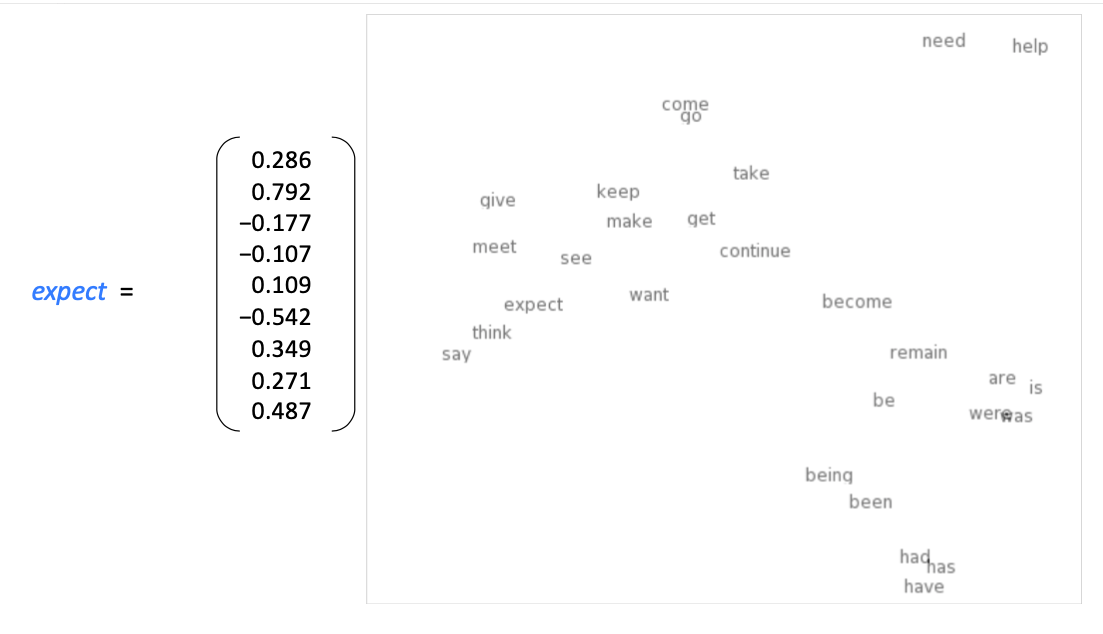 need help
come
go
take
give keep
make get
meet see continue
expect want become
think
say remain
are is
be
were was
being
been
had has
have
expect =
0.286
0.792
−0.177
−0.107
0.109
−0.542
0.349
0.271
0.487